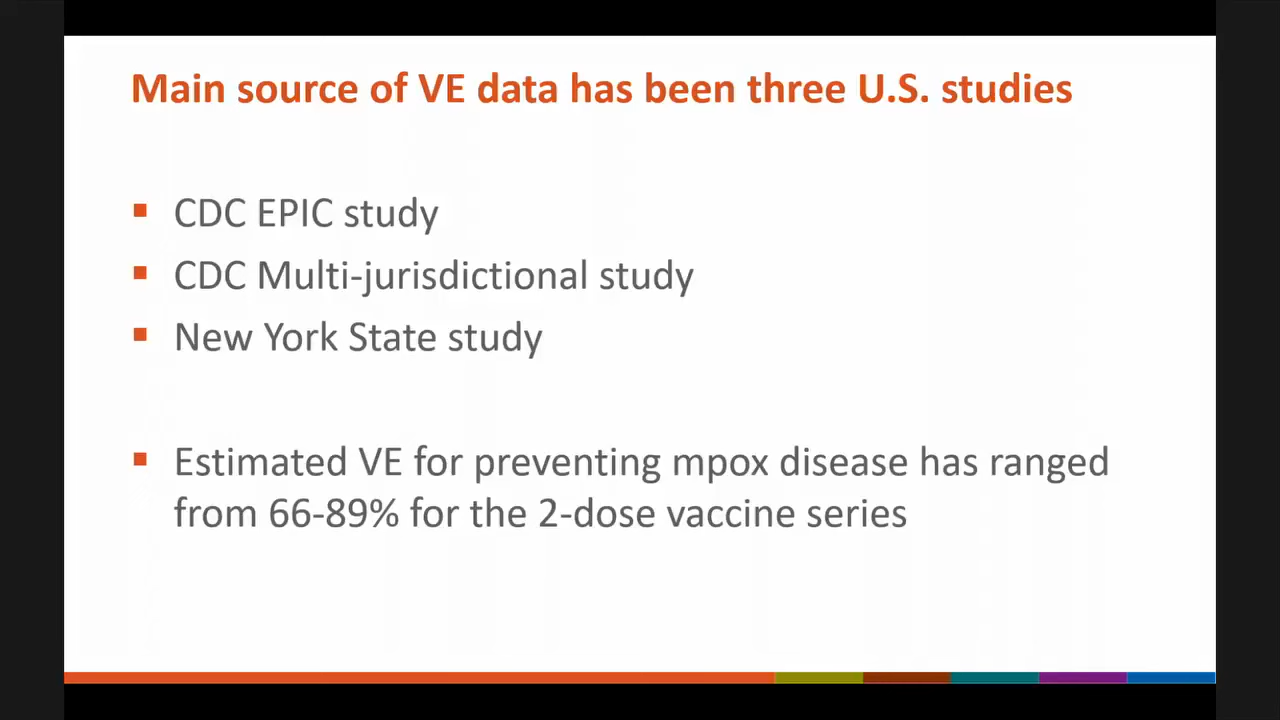 Main source of VE data has been three U.S. studies
▪ CDC EPIC study
▪ CDC Multi-jurisdictional study
▪ New York State study
▪ Estimated VE for preventing mpox disease has ranged
from 66-89% for the 2-dose vaccine series